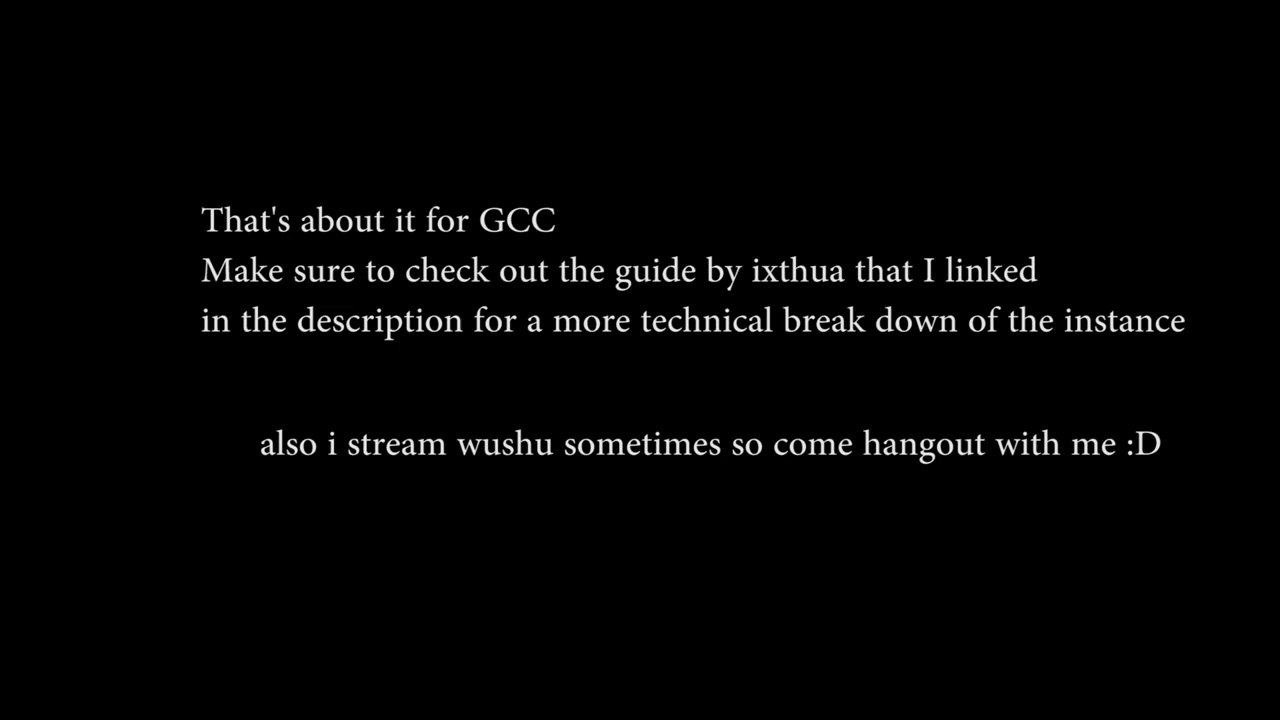 That's about it for GCC
Make sure to check out the guide by ixthua that I linked
in the description for a more technical break down of the instance
also i stream wushu sometimes so come hangout with me :D